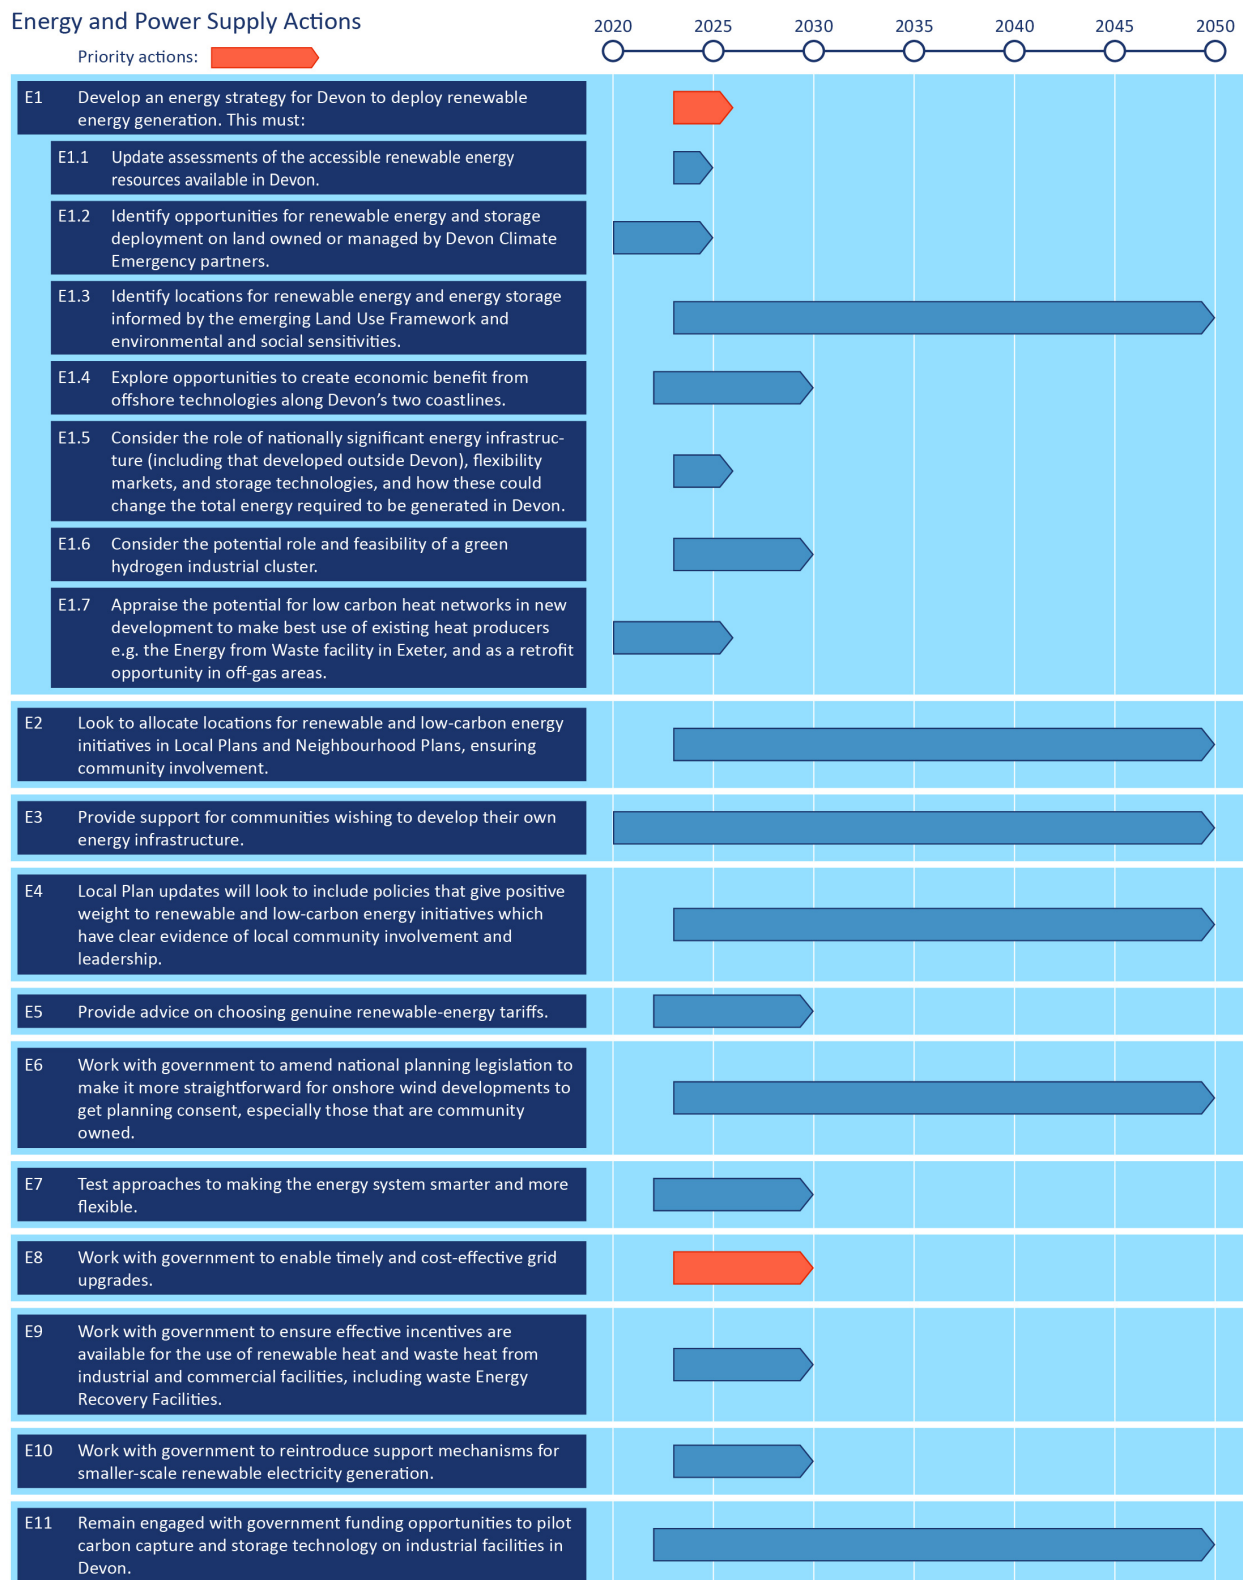 Energy and Power Supply Actions
2020 2025 2030 2035 2040 2045 2050
Priority actions:
E1 Develop an energy strategy for Devon to deploy renewable
energy generation. This must:
E1.1 Update assessments of the accessible renewable energy
resources available in Devon.
E1.2 Identify opportunities for renewable energy and storage
deployment on land owned or managed by Devon Climate
Emergency partners.
E1.3 Identify locations for renewable energy and energy storage
informed by the emerging Land Use Framework and
environmental and social sensitivities.
E1.4 Explore opportunities to create economic benefit from
offshore technologies along Devon’s two coastlines.
E1.5 Consider the role of nationally significant energy infrastruc-
ture (including that developed outside Devon), flexibility
markets, and storage technologies, and how these could
change the total energy required to be generated in Devon.
E1.6 Consider the potential role and feasibility of a green
hydrogen industrial cluster.
E1.7 Appraise the potential for low carbon heat networks in new
development to make best use of existing heat producers
e.g. the Energy from Waste facility in Exeter, and as a retrofit
opportunity in off-gas areas.
E2 Look to allocate locations for renewable and low-carbon energy
initiatives in Local Plans and Neighbourhood Plans, ensuring
community involvement.
E3 Provide support for communities wishing to develop their own
energy infrastructure.
E4 Local Plan updates will look to include policies that give positive
weight to renewable and low-carbon energy initiatives which
have clear evidence of local community involvement and
leadership.
E5 Provide advice on choosing genuine renewable-energy tariffs.
E6 Work with government to amend national planning legislation to
make it more straightforward for onshore wind developments to
get planning consent, especially those that are community
owned.
E7 Test approaches to making the energy system smarter and more
flexible.
E8 Work with government to enable timely and cost-effective grid
upgrades.
E9 Work with government to ensure effective incentives are
available for the use of renewable heat and waste heat from
industrial and commercial facilities, including waste Energy
Recovery Facilities.
E10 Work with government to reintroduce support mechanisms for
smaller-scale renewable electricity generation.
E11 Remain engaged with government funding opportunities to pilot
carbon capture and storage technology on industrial facilities in
Devon.